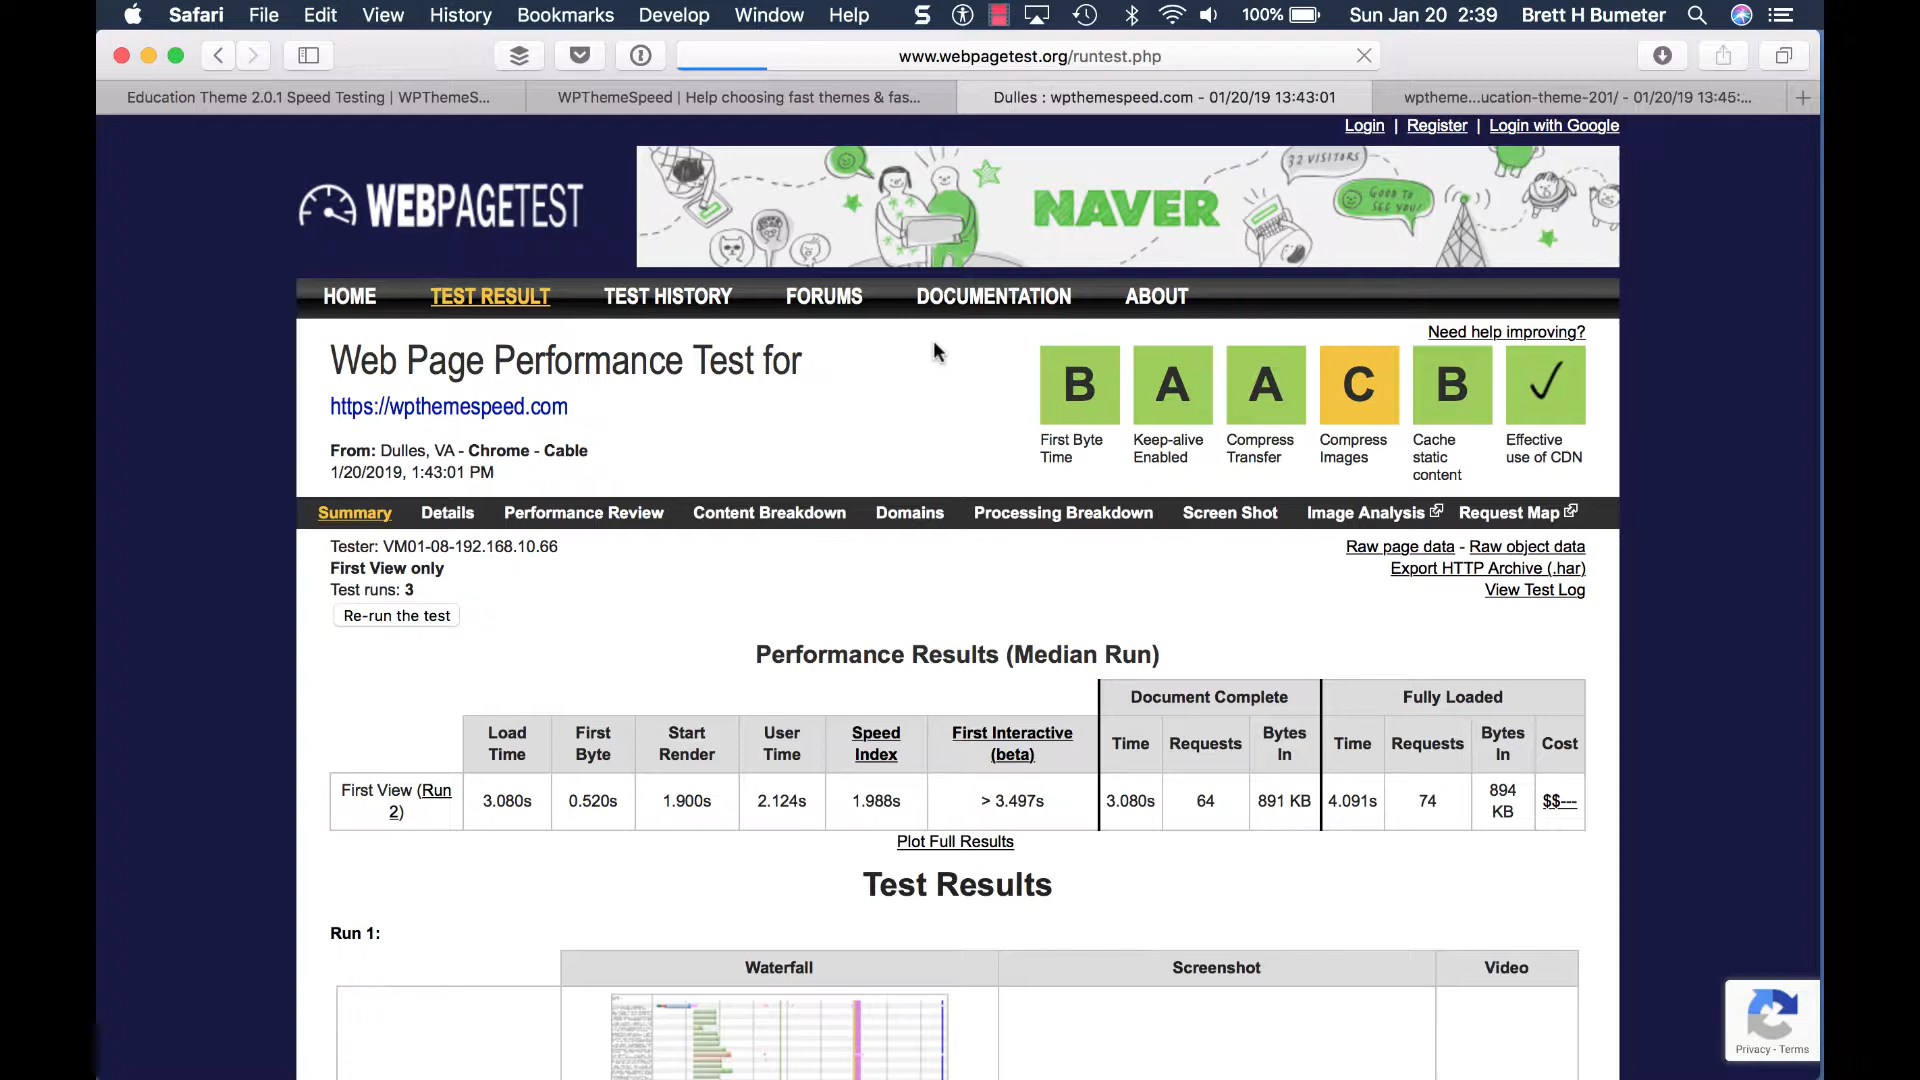 Safari File Edit View History Bookmarks Develop Window Help 100% Sun Jan 20 2:39 Brett H Bumeter
www.webpagetest.org/runtest.php
Education Theme 2.0.1 Speed Testing | WPThemeS... WPThemeSpeed | Help choosing fast themes & fas... Dulles : wpthemespeed.com - 01/20/19 13:43:01 wptheme...ucation-theme-201/ - 01/20/19 13:45:...
Login | Register | Login with Google
WEBPAGETEST
32 VISITORS
NAVER
GOOD TO
SEE YOU!
HOME TEST RESULT TEST HISTORY FORUMS DOCUMENTATION ABOUT
Need help improving?
Web Page Performance Test for
https://wpthemespeed.com
From: Dulles, VA - Chrome - Cable
1/20/2019, 1:43:01 PM
B A A C B
First Byte Time
Keep-alive Enabled
Compress Transfer
Compress Images
Cache static content
Effective use of CDN
Summary Details Performance Review Content Breakdown Domains Processing Breakdown Screen Shot Image Analysis Request Map
Tester: VM01-08-192.168.10.66
First View only
Test runs: 3
Re-run the test
Raw page data - Raw object data
Export HTTP Archive (.har)
View Test Log
Performance Results (Median Run)
Document Complete Fully Loaded
Load Time First Byte Start Render User Time Speed Index First Interactive (beta) Time Requests Bytes In Time Requests Bytes In Cost
First View (Run 2) 3.080s 0.520s 1.900s 2.124s 1.988s > 3.497s 3.080s 64 891 KB 4.091s 74 894 KB $$---
Plot Full Results
Test Results
Run 1:
Waterfall Screenshot Video
Privacy - Terms